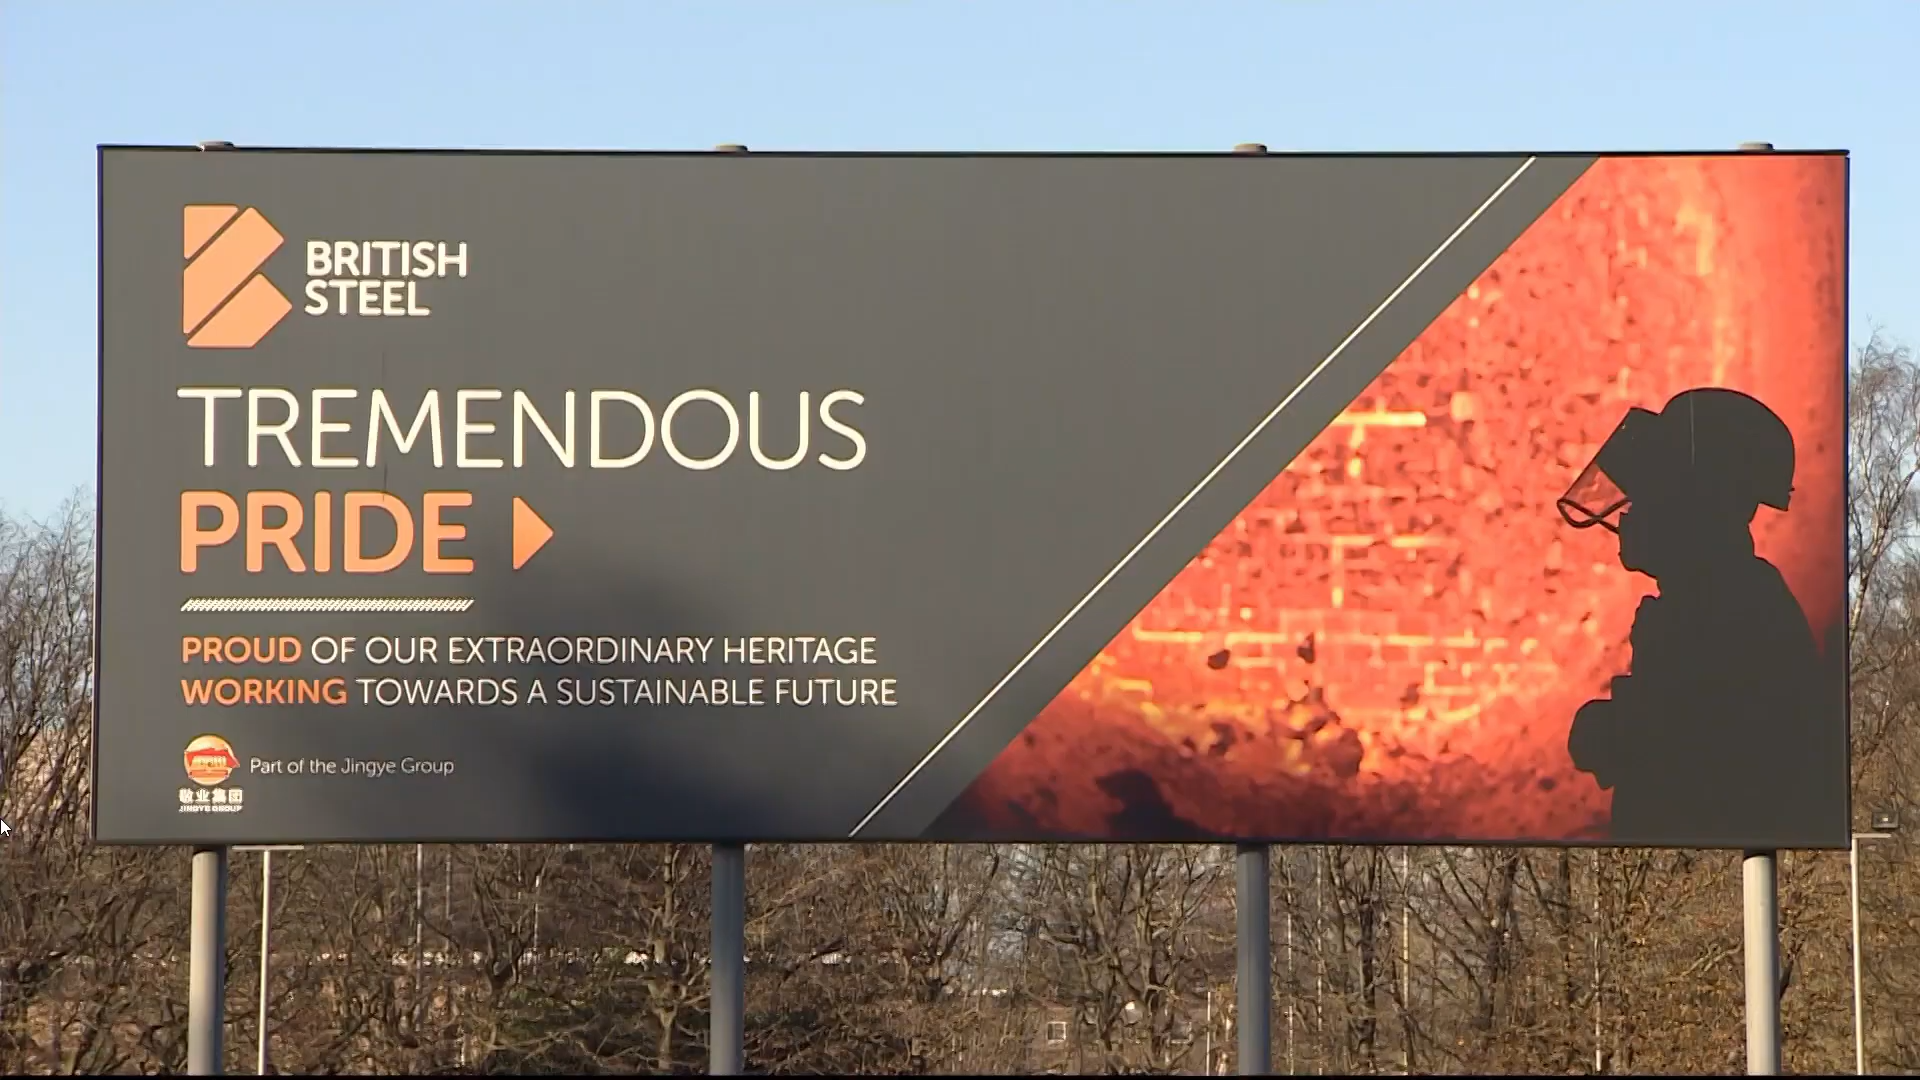 BRITISH
STEEL
TREMENDOUS
PRIDE
PROUD OF OUR EXTRAORDINARY HERITAGE
WORKING TOWARDS A SUSTAINABLE FUTURE
Part of the Jingye Group
敬业集团
JINGYE GROUP